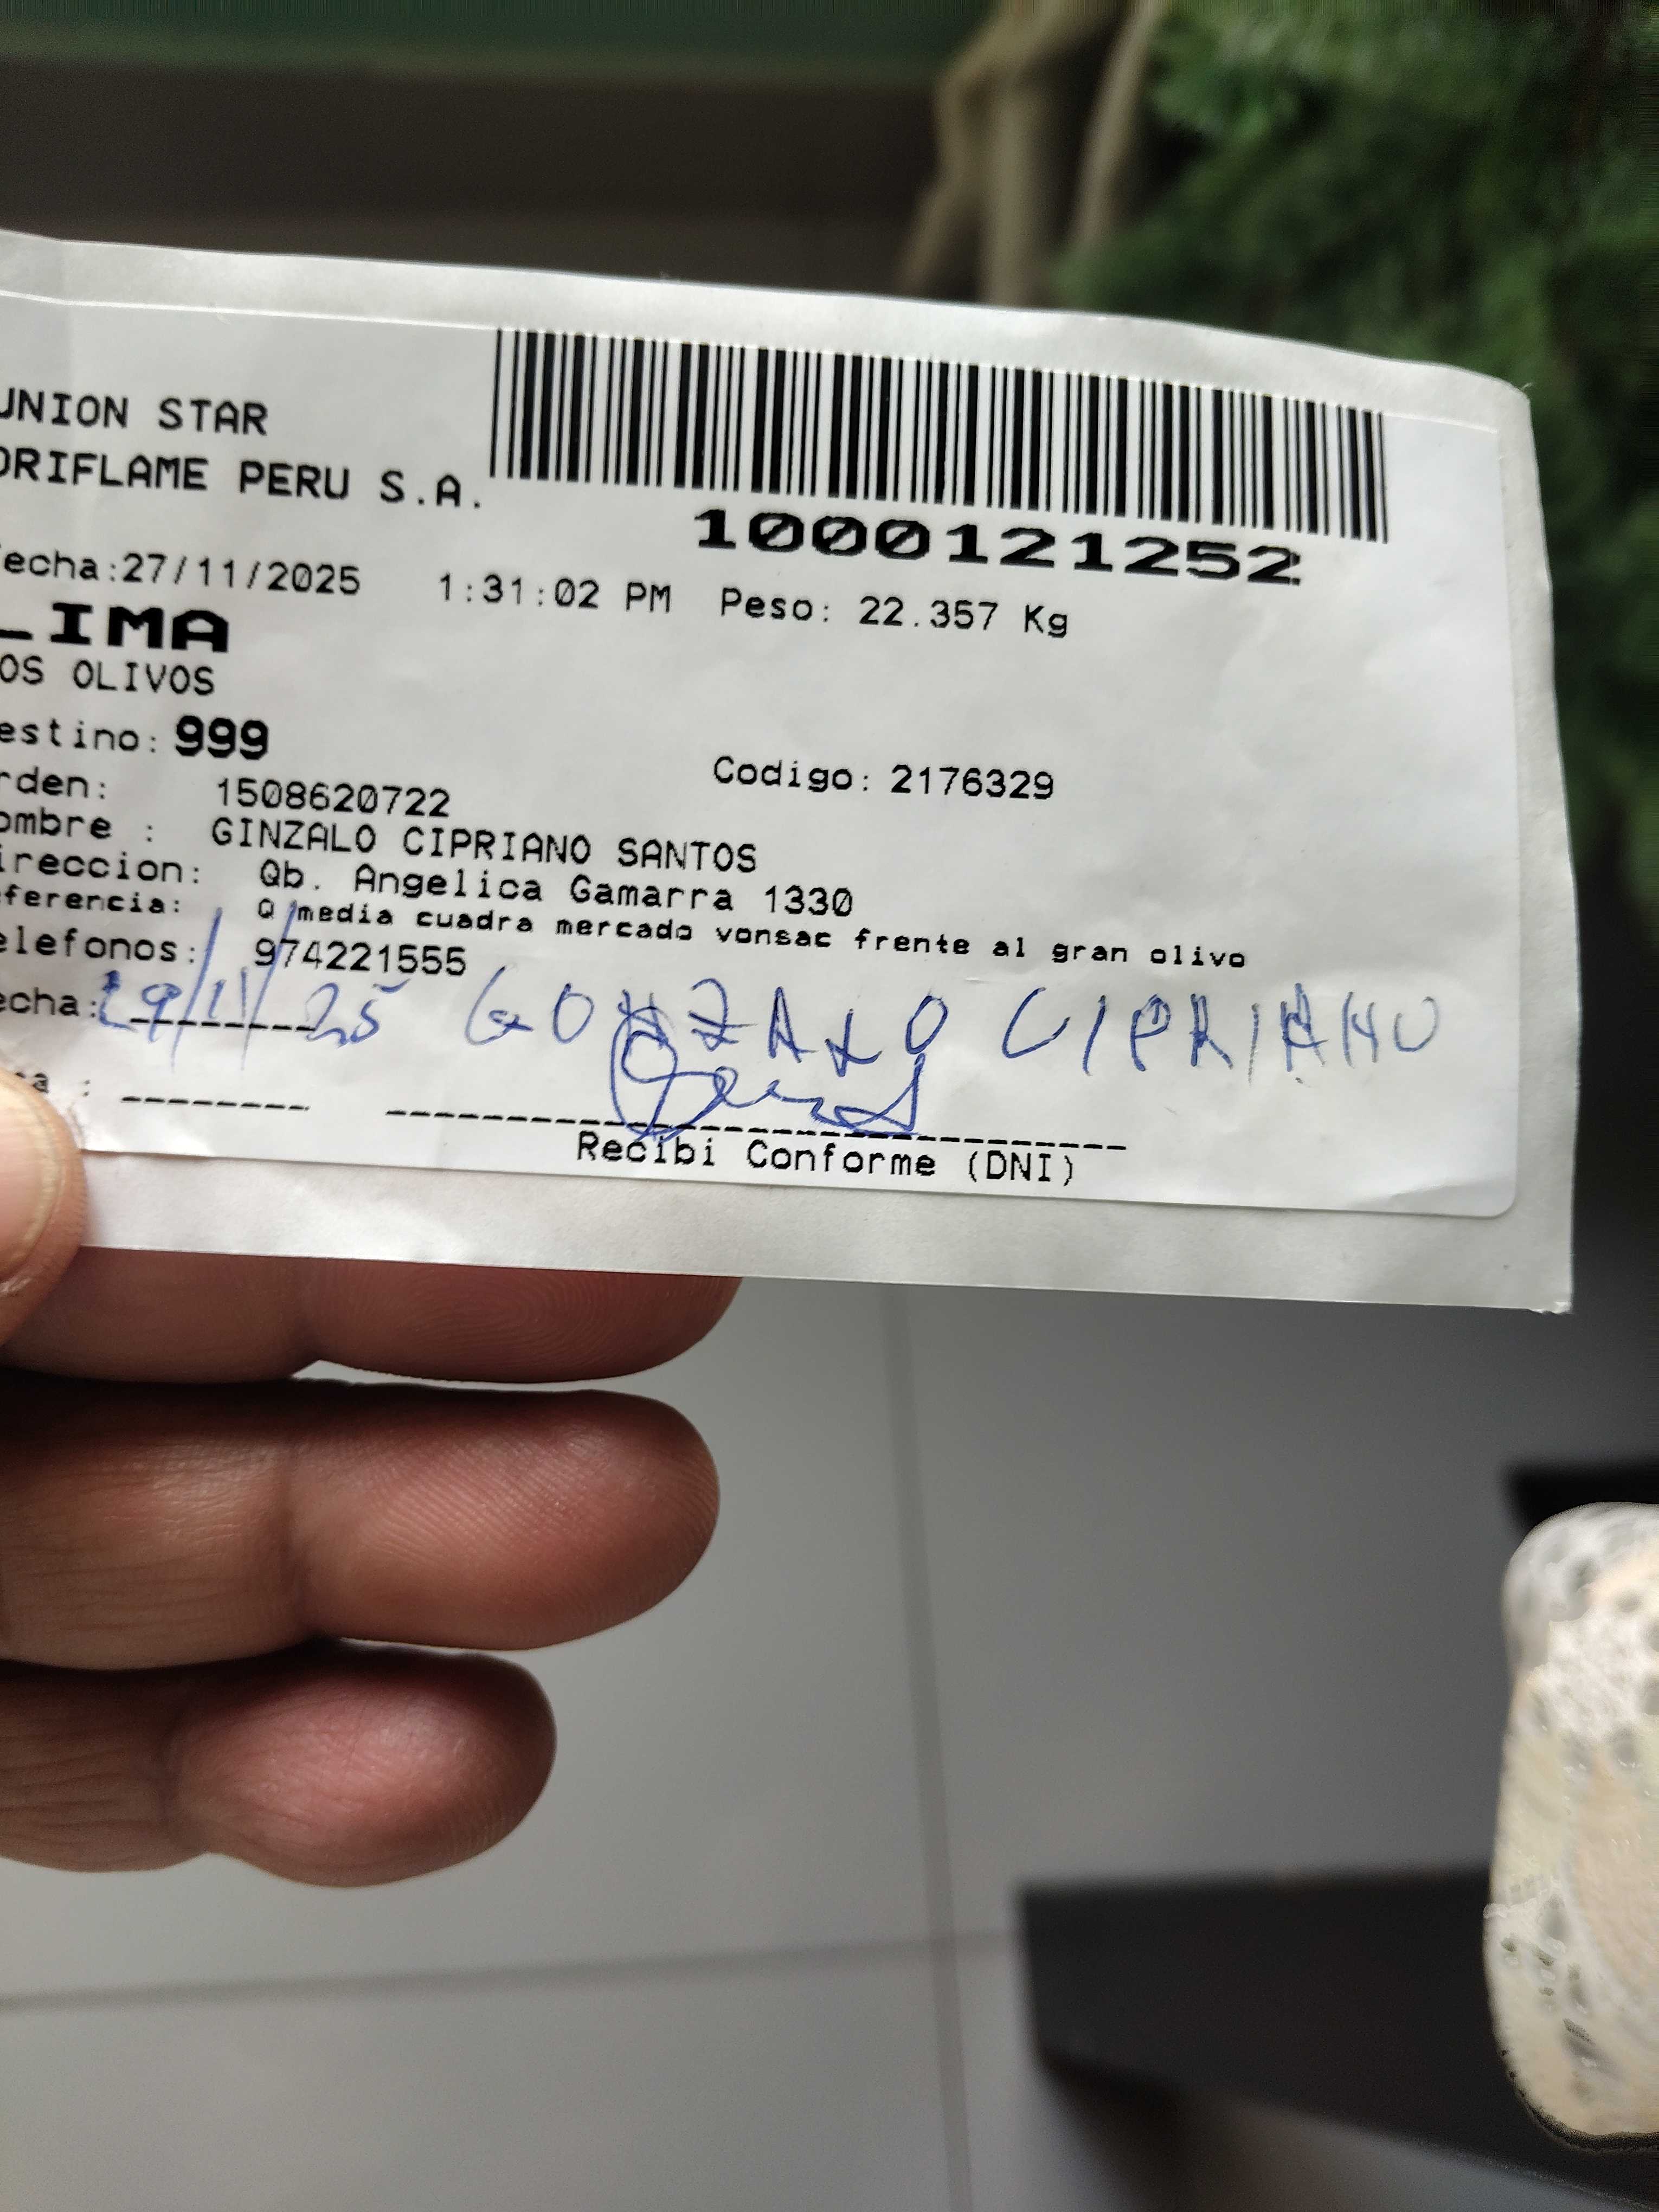 UNION STAR
ORIFLAME PERU S.A.
1000121252
fecha:27/11/2025 1:31:02 PM Peso: 22.357 Kg
LIMA
OS OLIVOS
estino: 999
rden: 1508620722 Codigo: 2176329
ombre : GINZALO CIPRIANO SANTOS
ireccion: Qb. Angelica Gamarra 1330
ferencia: Q media cuadra mercado vonsac frente al gran olivo
elefonos: 974221555
echa: 29/11/25 GONZALO CIPRIANO
a :
Recibi Conforme (DNI)